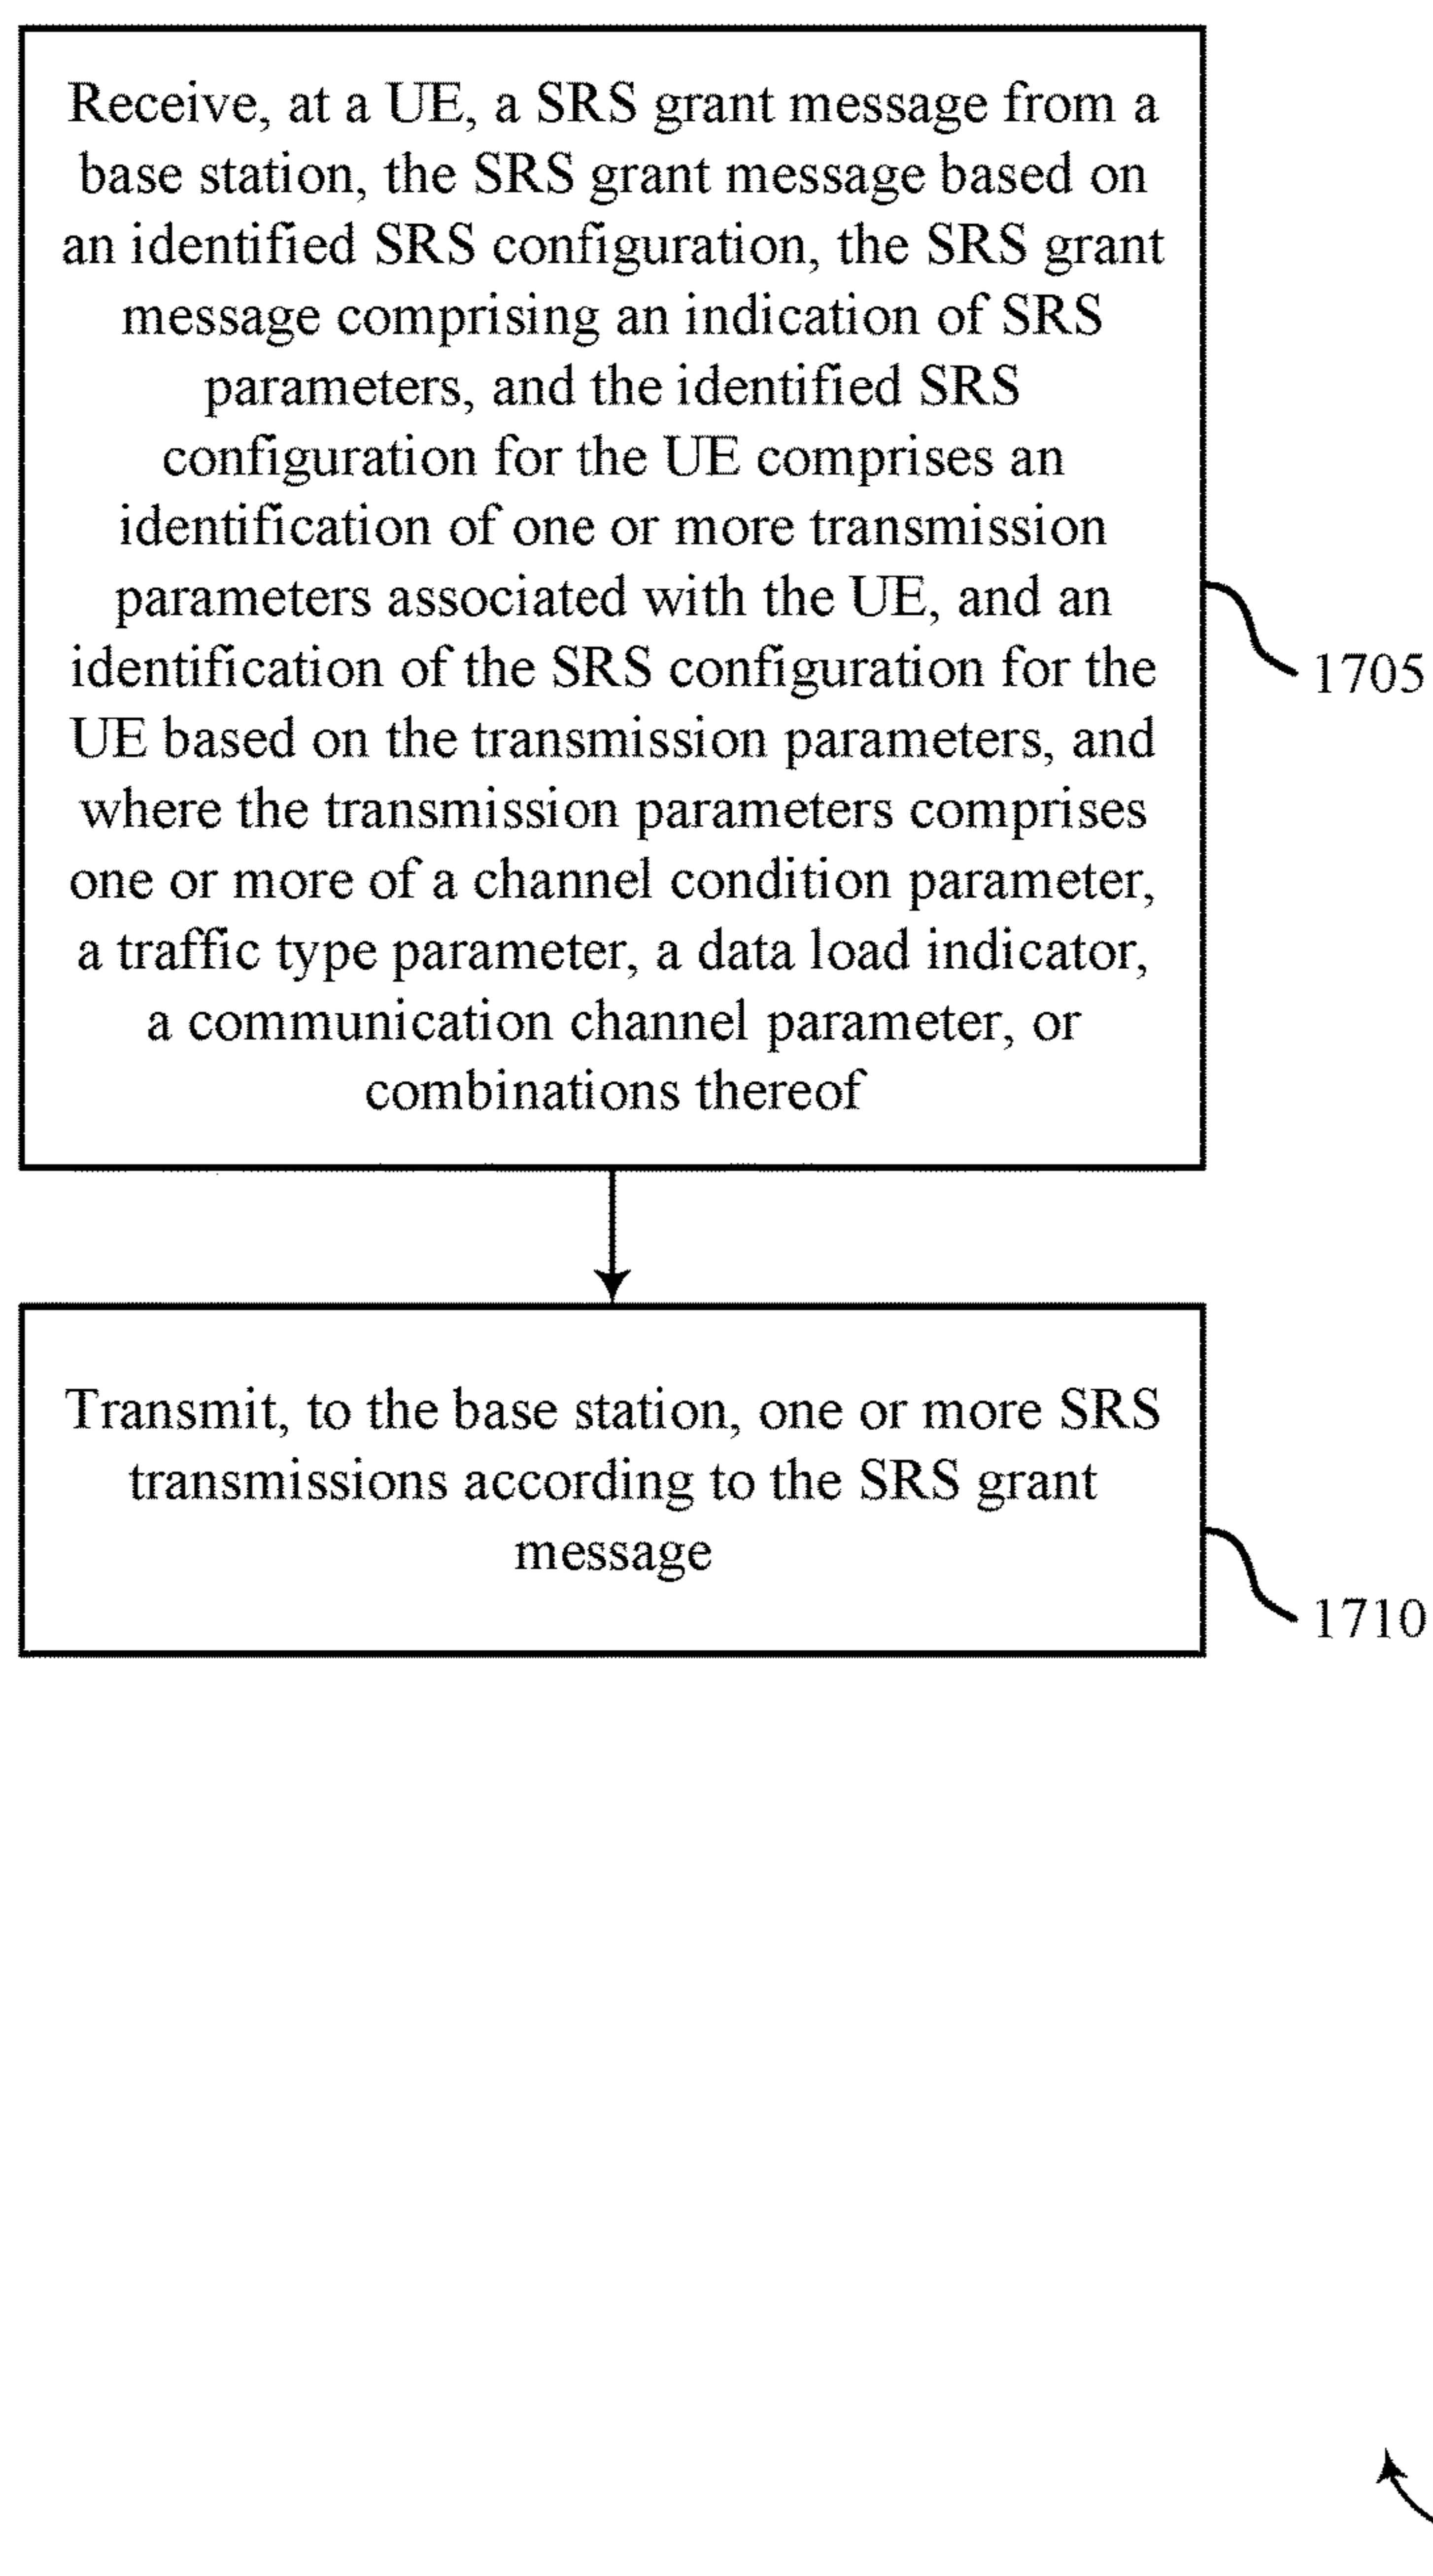 Receive, at a UE, a SRS grant message from a
base station, the SRS grant message based on
an identified SRS configuration, the SRS grant
message comprising an indication of SRS
parameters, and the identified SRS
configuration for the UE comprises an
identification of one or more transmission
parameters associated with the UE, and an
identification of the SRS configuration for the
UE based on the transmission parameters, and
where the transmission parameters comprises
one or more of a channel condition parameter,
a traffic type parameter, a data load indicator,
a communication channel parameter, or
combinations thereof
1705
Transmit, to the base station, one or more SRS
transmissions according to the SRS grant
message
1710